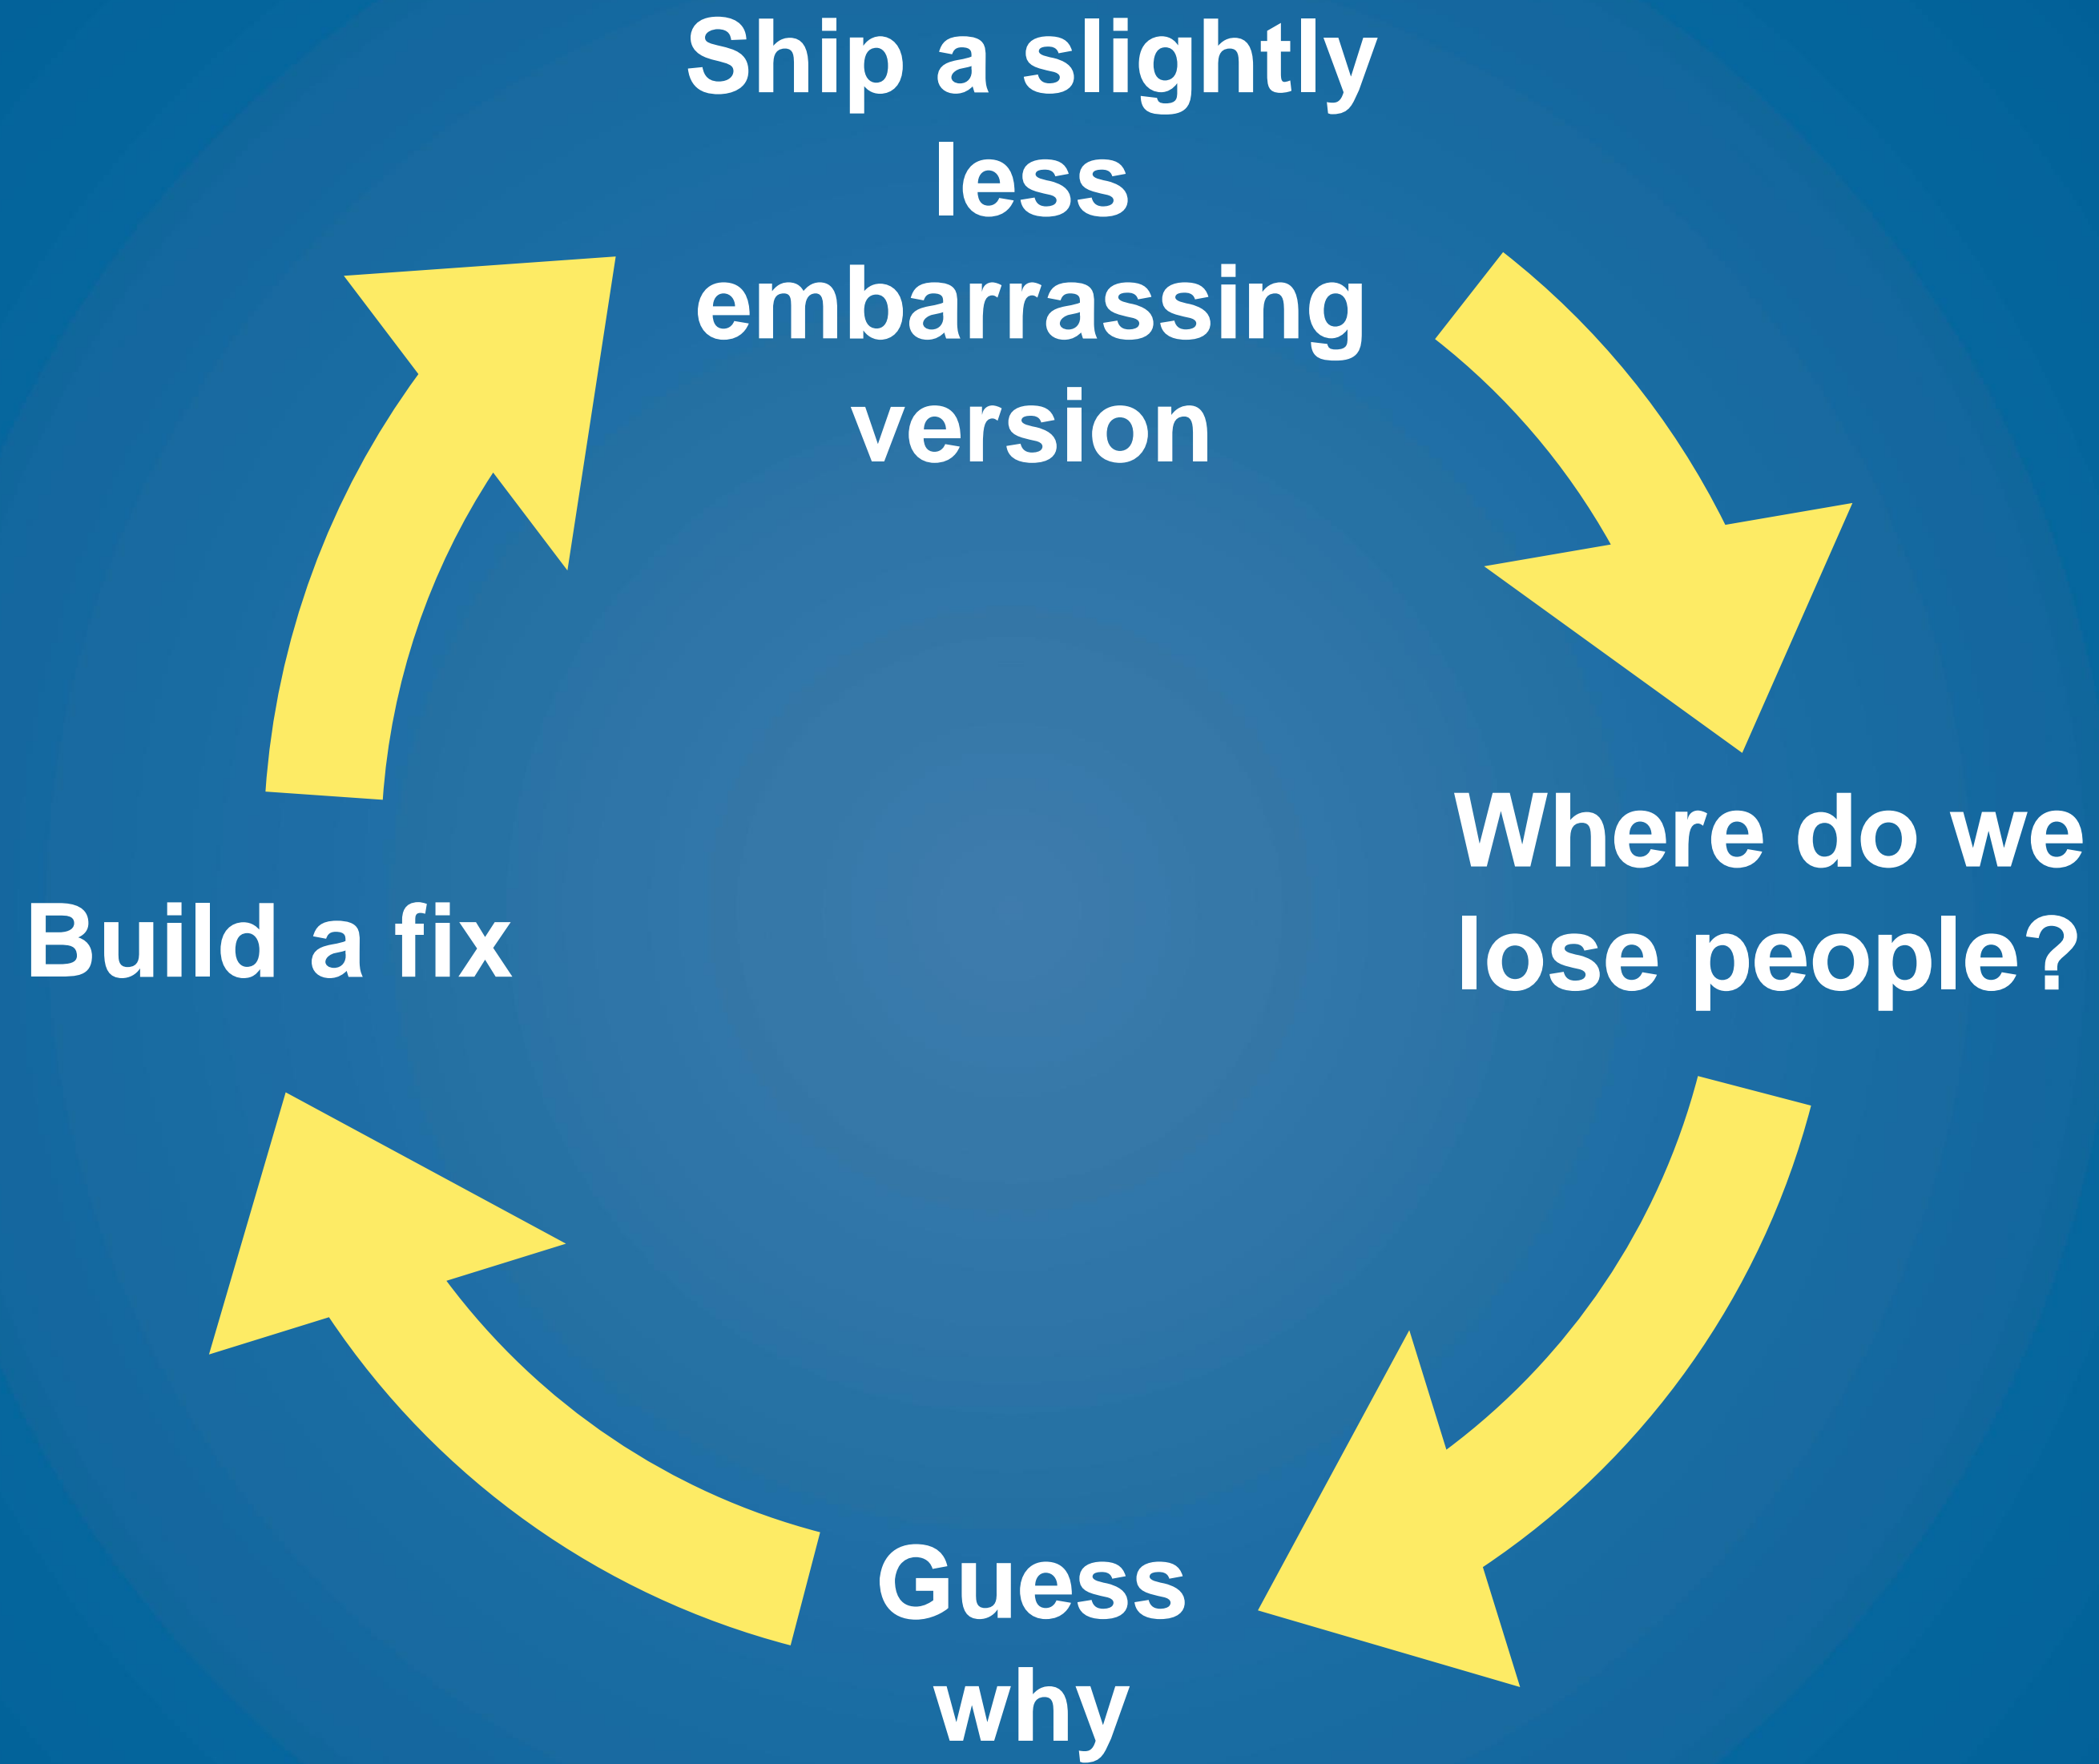 Ship a slightly
less
embarrassing
version
Where do we
lose people?
Build a fix
Guess
why